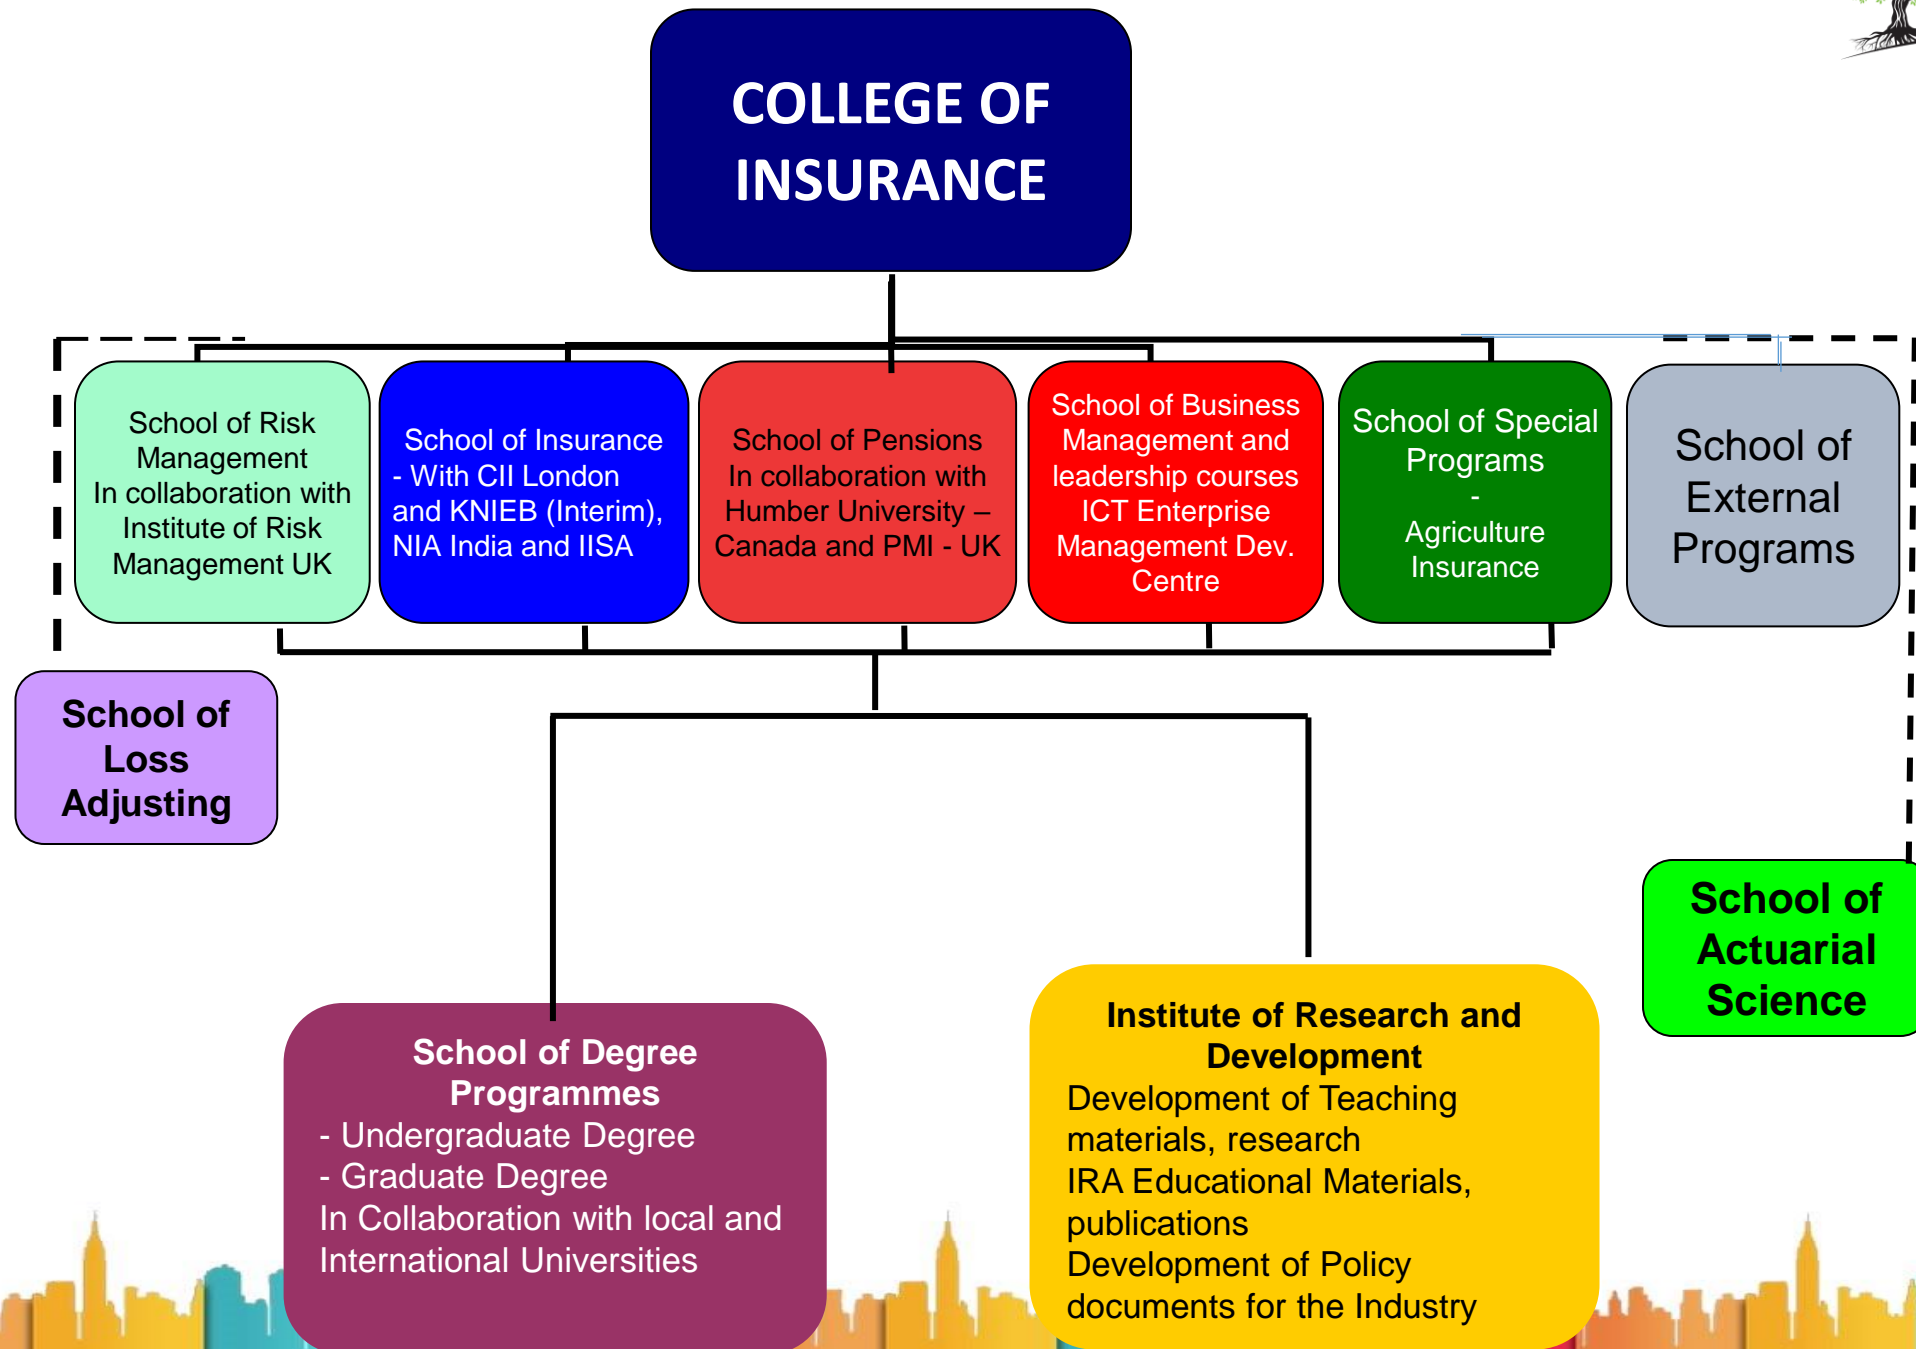 COLLEGE OF
INSURANCE
School of Risk
Management
In collaboration with
Institute of Risk
Management UK
School of Insurance
- With CII London
and KNIEB (Interim),
NIA India and IISA
School of Pensions
In collaboration with
Humber University –
Canada and PMI - UK
School of Business
Management and
leadership courses
ICT Enterprise
Management Dev.
Centre
School of Special
Programs
-
Agriculture
Insurance
School of
External
Programs
School of
Loss
Adjusting
School of
Actuarial
Science
School of Degree
Programmes
- Undergraduate Degree
- Graduate Degree
In Collaboration with local and
International Universities
Institute of Research and
Development
Development of Teaching
materials, research
IRA Educational Materials,
publications
Development of Policy
documents for the Industry